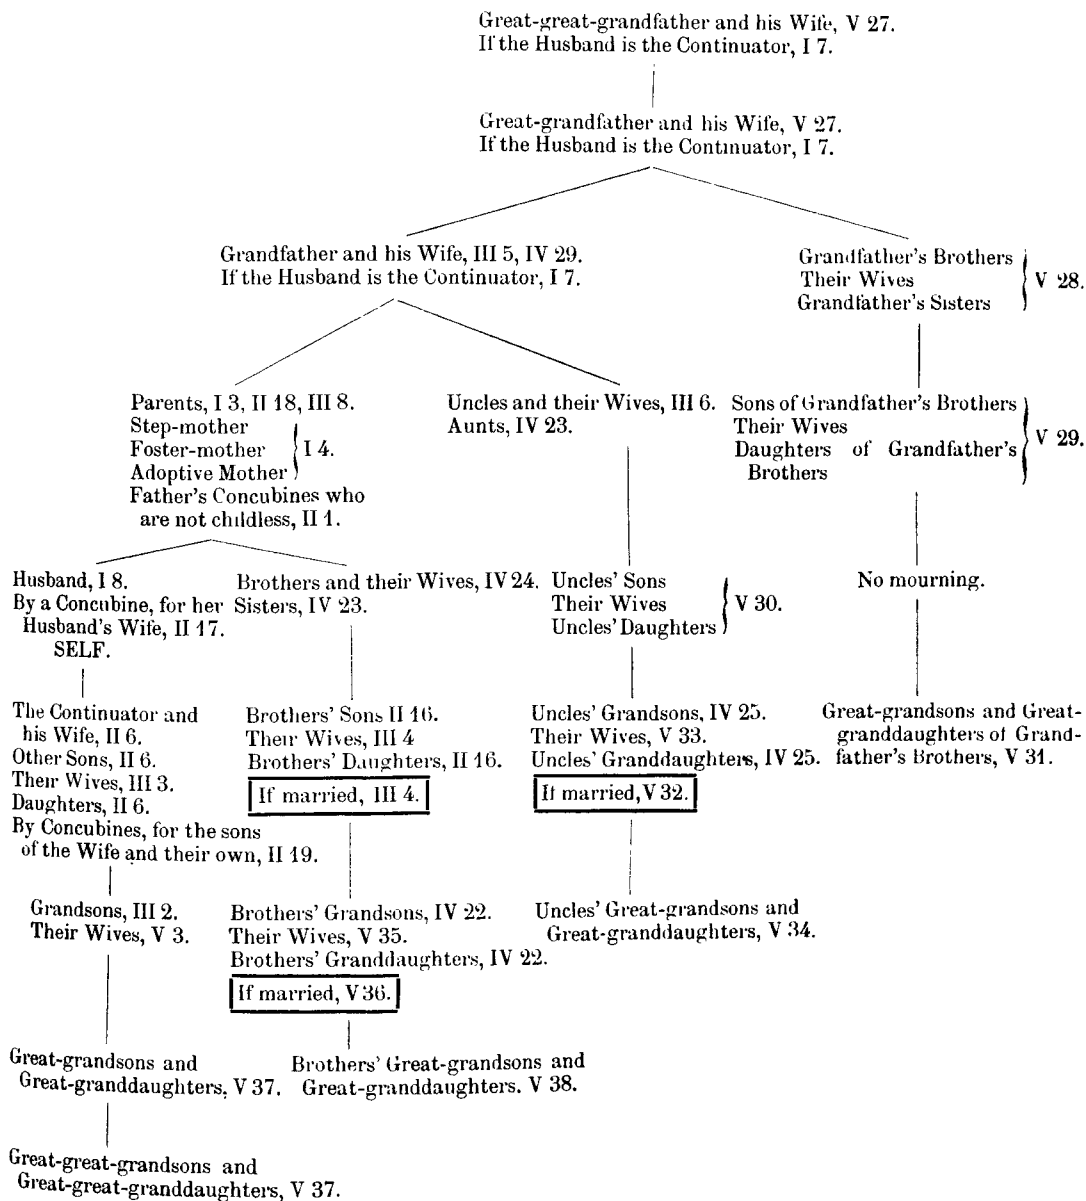 Great-great-grandfather and his Wife, V 27.
If the Husband is the Continuator, I 7.
Great-grandfather and his Wife, V 27.
If the Husband is the Continuator, I 7.
Grandfather and his Wife, III 5, IV 29.
If the Husband is the Continuator, I 7.
Grandfather's Brothers
Their Wives
Grandfather's Sisters
V 28.
Parents, I 3, II 18, III 8.
Step-mother
Foster-mother
Adoptive Mother
I 4.
Father's Concubines who
are not childless, II 1.
Uncles and their Wives, III 6.
Aunts, IV 23.
Sons of Grandfather's Brothers
Their Wives
Daughters of Grandfather's
Brothers
V 29.
Husband, I 8.
By a Concubine, for her
Husband's Wife, II 17.
SELF.
Brothers and their Wives, IV 24.
Sisters, IV 23.
Uncles' Sons
Their Wives
Uncles' Daughters
V 30.
No mourning.
The Continuator and
his Wife, II 6.
Other Sons, II 6.
Their Wives, III 3.
Daughters, II 6.
By Concubines, for the sons
of the Wife and their own, II 19.
Brothers' Sons II 16.
Their Wives, III 4
Brothers' Daughters, II 16.
If married, III 4.
Uncles' Grandsons, IV 25.
Their Wives, V 33.
Uncles' Granddaughters, IV 25.
If married, V 32.
Great-grandsons and Great-
granddaughters of Grand-
father's Brothers, V 31.
Grandsons, III 2.
Their Wives, V 3.
Brothers' Grandsons, IV 22.
Their Wives, V 35.
Brothers' Granddaughters, IV 22.
If married, V 36.
Uncles' Great-grandsons and
Great-granddaughters, V 34.
Great-grandsons and
Great-granddaughters, V 37.
Brothers' Great-grandsons and
Great-granddaughters. V 38.
Great-great-grandsons and
Great-great-granddaughters, V 37.